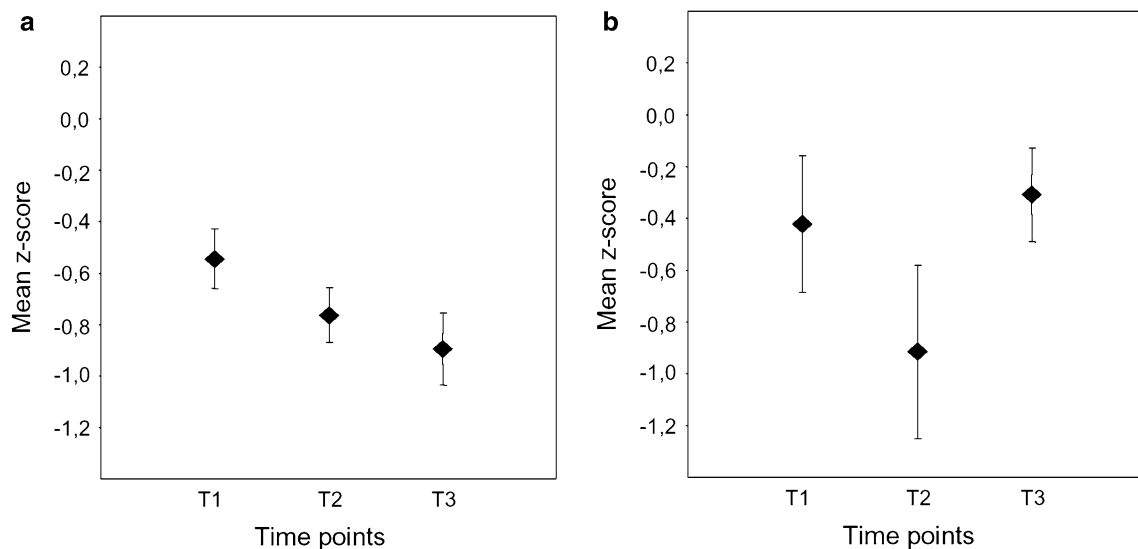 a
0,2
0,0
-0,2
-0,4
-0,6
-0,8
-1,0
-1,2
Mean z-score
T1 T2 T3
Time points
b
0,2
0,0
-0,2
-0,4
-0,6
-0,8
-1,0
-1,2
Mean z-score
T1 T2 T3
Time points